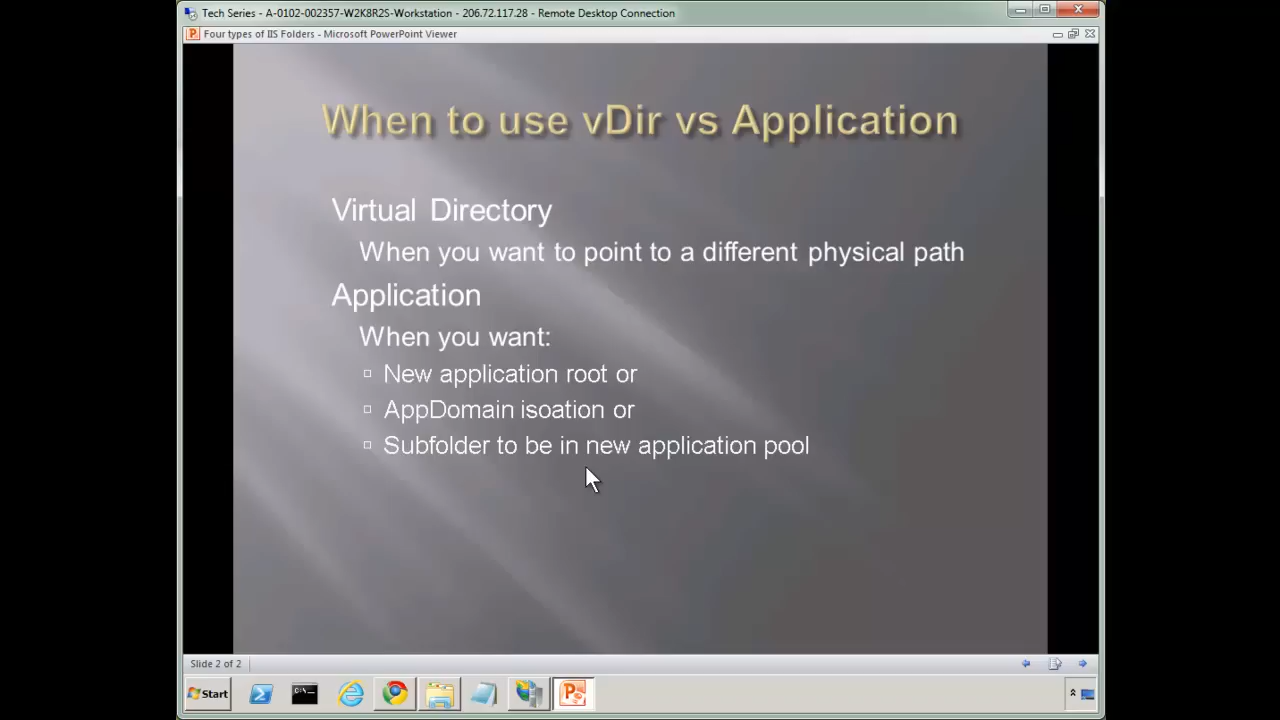 Tech Series - A-0102-002357-W2K8R2S-Workstation - 206.72.117.28 - Remote Desktop Connection
Four types of IIS Folders - Microsoft PowerPoint Viewer
When to use vDir vs Application
Virtual Directory
When you want to point to a different physical path
Application
When you want:
New application root or
AppDomain isoation or
Subfolder to be in new application pool
Slide 2 of 2
Start